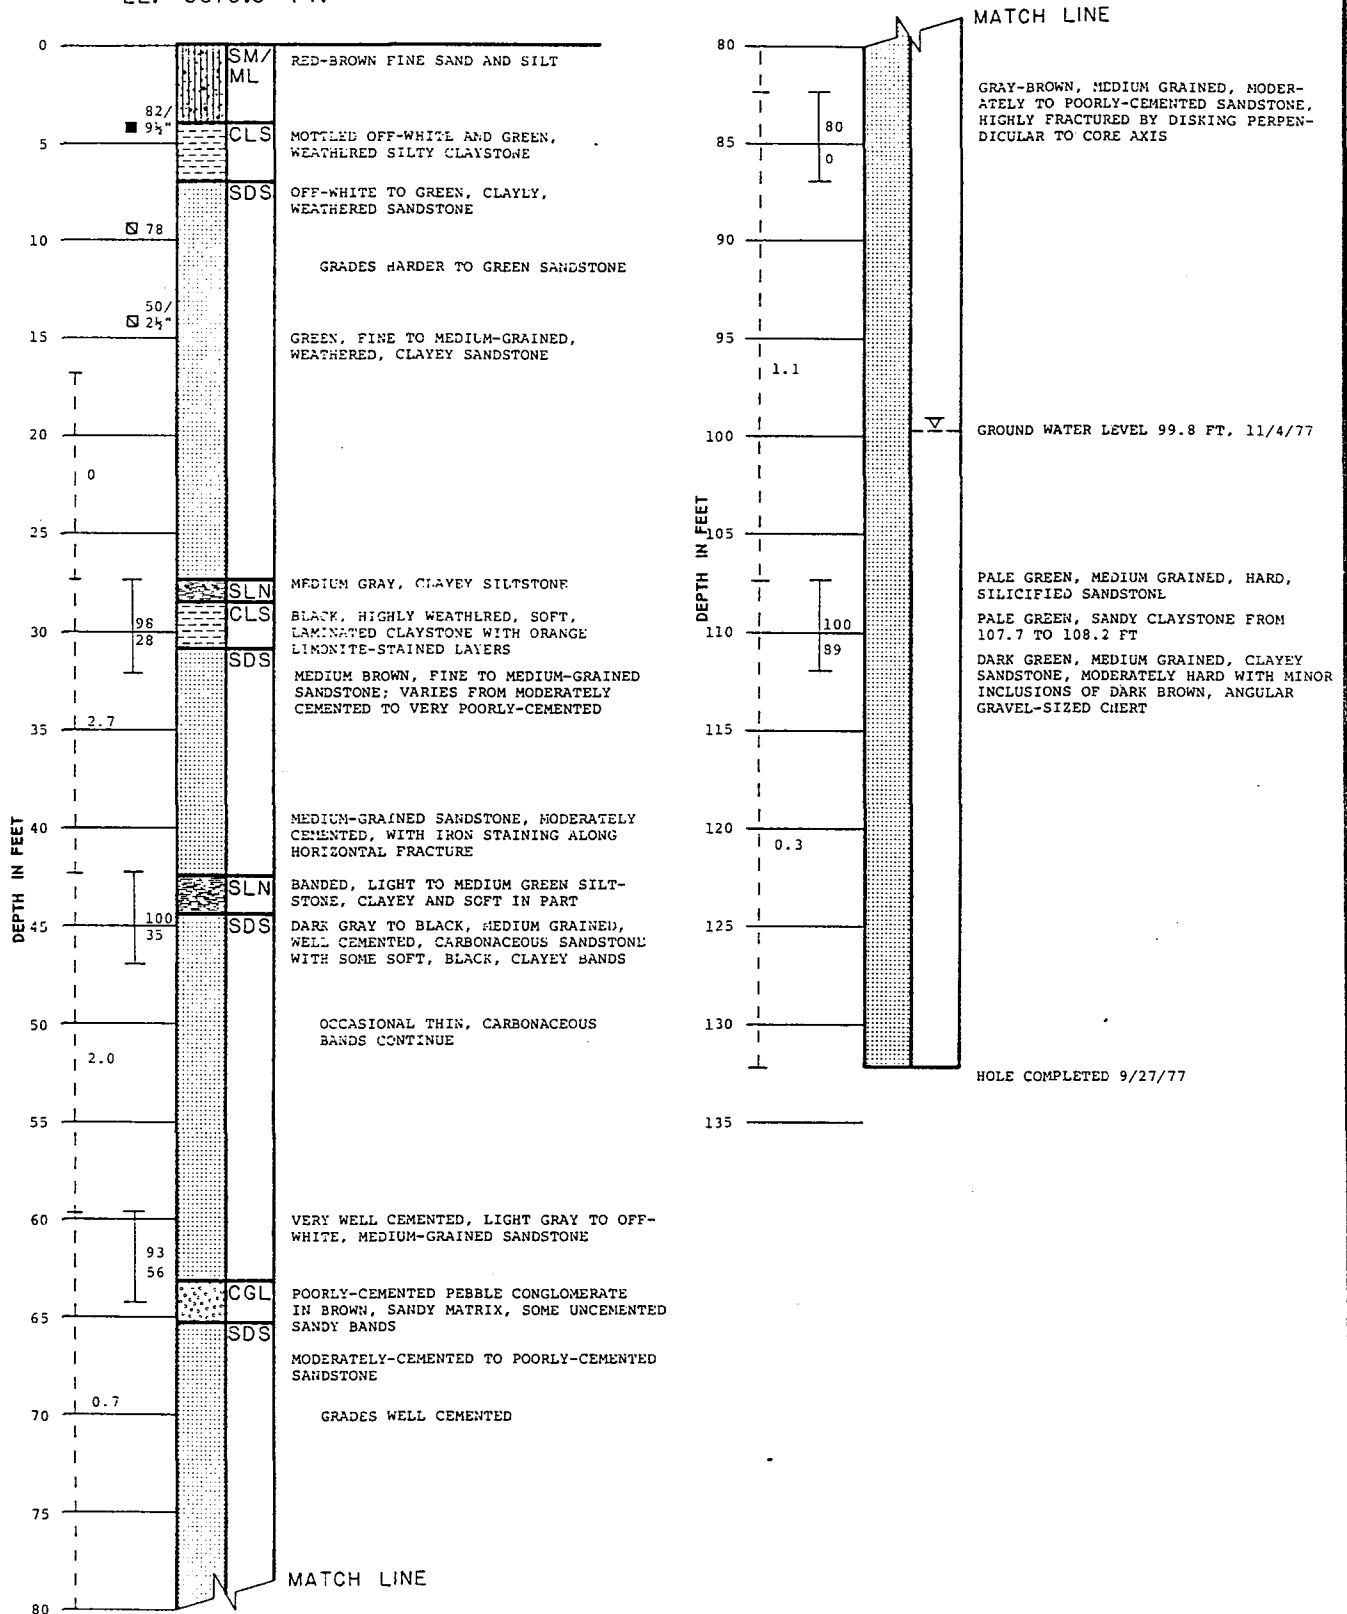 0
SM/
ML
RED-BROWN FINE SAND AND SILT
82/
9½"
5
CLS
MOTTLED OFF-WHITE AND GREEN,
WEATHERED SILTY CLAYSTONE
SDS
OFF-WHITE TO GREEN, CLAYLY,
WEATHERED SANDSTONE
78
10
GRADES HARDER TO GREEN SANDSTONE
50/
2½"
15
GREEN, FINE TO MEDIUM-GRAINED,
WEATHERED, CLAYEY SANDSTONE
20
0
25
SLN
MEDIUM GRAY, CLAYEY SILTSTONE
CLS
BLACK, HIGHLY WEATHERED, SOFT,
LAMINATED CLAYSTONE WITH ORANGE
LIMONITE-STAINED LAYERS
98
30
28
SDS
MEDIUM BROWN, FINE TO MEDIUM-GRAINED
SANDSTONE; VARIES FROM MODERATELY
CEMENTED TO VERY POORLY-CEMENTED
2.7
35
DEPTH IN FEET
40
MEDIUM-GRAINED SANDSTONE, MODERATELY
CEMENTED, WITH IRON STAINING ALONG
HORIZONTAL FRACTURE
SLN
BANDED, LIGHT TO MEDIUM GREEN SILT-
STONE, CLAYEY AND SOFT IN PART
100
45
35
SDS
DARK GRAY TO BLACK, MEDIUM GRAINED,
WELL CEMENTED, CARBONACEOUS SANDSTONE
WITH SOME SOFT, BLACK, CLAYEY BANDS
50
OCCASIONAL THIN, CARBONACEOUS
BANDS CONTINUE
2.0
55
60
VERY WELL CEMENTED, LIGHT GRAY TO OFF-
WHITE, MEDIUM-GRAINED SANDSTONE
93
56
CGL
POORLY-CEMENTED PEBBLE CONGLOMERATE
IN BROWN, SANDY MATRIX, SOME UNCEMENTED
SANDY BANDS
65
SDS
MODERATELY-CEMENTED TO POORLY-CEMENTED
SANDSTONE
0.7
70
GRADES WELL CEMENTED
75
MATCH LINE
80
MATCH LINE
80
GRAY-BROWN, MEDIUM GRAINED, MODER-
ATELY TO POORLY-CEMENTED SANDSTONE,
HIGHLY FRACTURED BY DISKING PERPEN-
DICULAR TO CORE AXIS
80
85
0
90
95
1.1
100
GROUND WATER LEVEL 99.8 FT, 11/4/77
DEPTH IN FEET
105
PALE GREEN, MEDIUM GRAINED, HARD,
SILICIFIED SANDSTONE
PALE GREEN, SANDY CLAYSTONE FROM
107.7 TO 108.2 FT
100
110
89
DARK GREEN, MEDIUM GRAINED, CLAYEY
SANDSTONE, MODERATELY HARD WITH MINOR
INCLUSIONS OF DARK BROWN, ANGULAR
GRAVEL-SIZED CHERT
115
120
0.3
125
130
HOLE COMPLETED 9/27/77
135